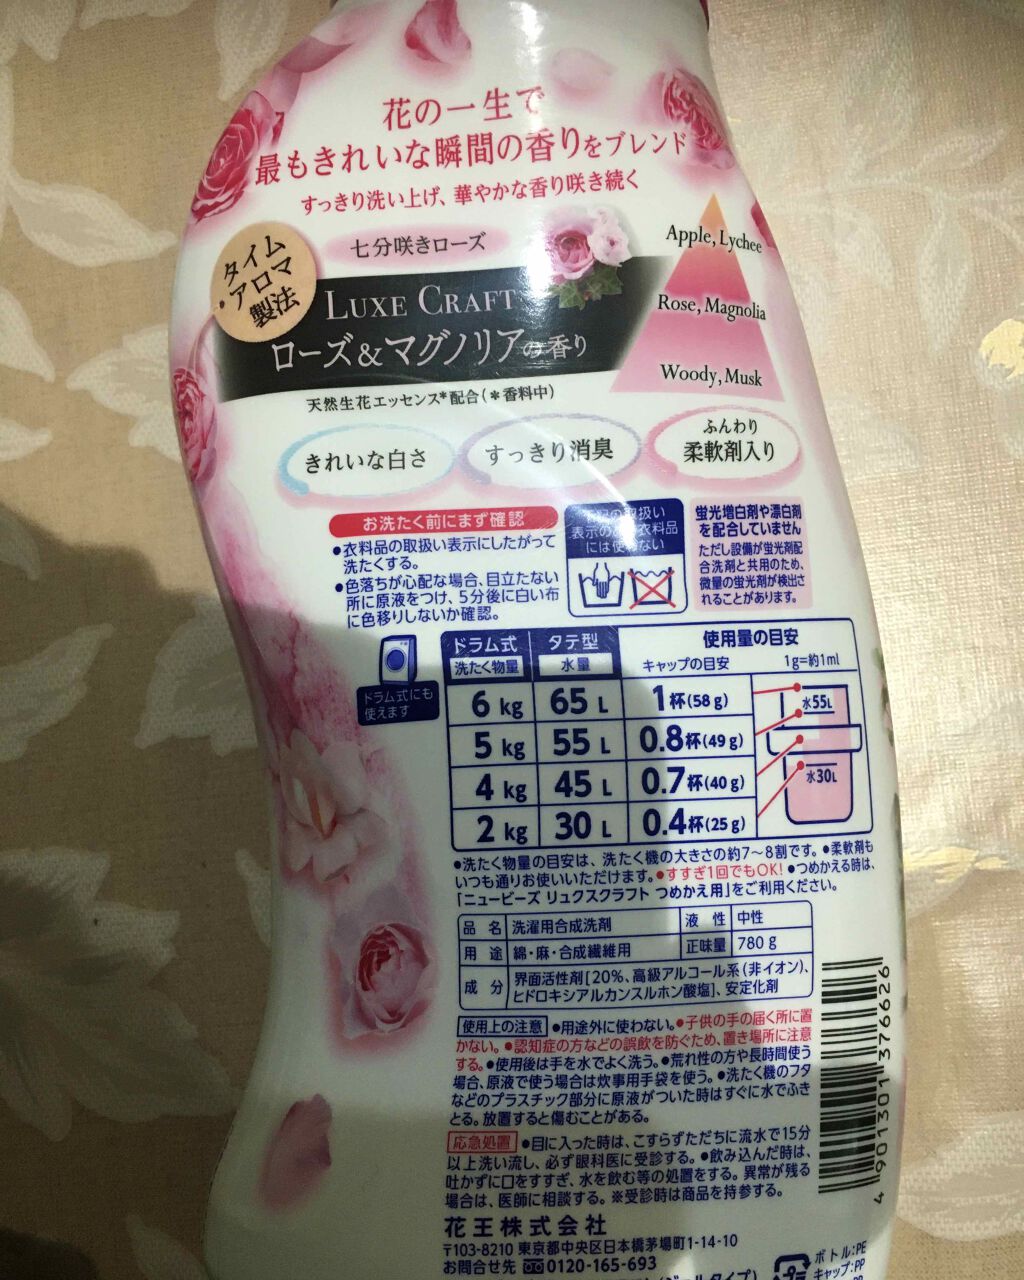 花の一生で
最もきれいな瞬間の香りをブレンド
すっきり洗い上げ、華やかな香り咲き続く
タイム
アロマ
製法
七分咲きローズ
LUXE CRAFT
ローズ&マグノリアの香り
天然生花エッセンス*配合(*香料中)
Apple, Lychee
Rose, Magnolia
Woody, Musk
きれいな白さ
すっきり消臭
ふんわり
柔軟剤入り
お洗たく前にまず確認
●衣料品の取扱い表示にしたがって
洗たくする。
●色落ちが心配な場合、目立たない
所に原液をつけ、5分後に白い布
に色移りしないか確認。
の取扱い
表示の衣料品
には使わない
蛍光増白剤や漂白剤
を配合していません
ただし設備が蛍光剤配
合洗剤と共用のため、
微量の蛍光剤が検出さ
れることがあります。
ドラム式にも
使えます
ドラム式 タテ型 使用量の目安
洗たく物量 水量 キャップの目安 1g=約1ml
6kg 65L 1杯(58g)
5kg 55L 0.8杯(49g)
4kg 45L 0.7杯(40g)
2kg 30L 0.4杯(25g)
水55L
水30L
●洗たく物量の目安は、洗たく機の大きさの約7〜8割です。●柔軟剤も
いつも通りお使いいただけます。●すすぎ1回でもOK!●つめかえる時は、
「ニュービーズ リュクスクラフト つめかえ用」をご利用ください。
品名 洗濯用合成洗剤 液性 中性
用途 綿・麻・合成繊維用 正味量 780g
成分 界面活性剤[20%、高級アルコール系(非イオン)、
ヒドロキシアルカンスルホン酸塩]、安定化剤
使用上の注意 ●用途外に使わない。●子供の手の届く所に置
かない。●認知症の方などの誤飲を防ぐため、置き場所に注意
する。●使用後は手を水でよく洗う。●荒れ性の方や長時間使う
場合、原液で使う場合は炊事用手袋を使う。●洗たく機のフタ
などのプラスチック部分に原液がついた時はすぐに水でふき
とる。放置すると傷むことがある。
応急処置 ●目に入った時は、こすらずただちに流水で15分
以上洗い流し、必ず眼科医に受診する。●飲み込んだ時は、
吐かずに口をすすぎ、水を飲む等の処置をする。異常が残る
場合は、医師に相談する。※受診時は商品を持参する。
花王株式会社
〒103-8210 東京都中央区日本橋茅場町1-14-10
お問合せ先 0120-165-693
ボトル:PE
キャップ:PP
4 901301 376626